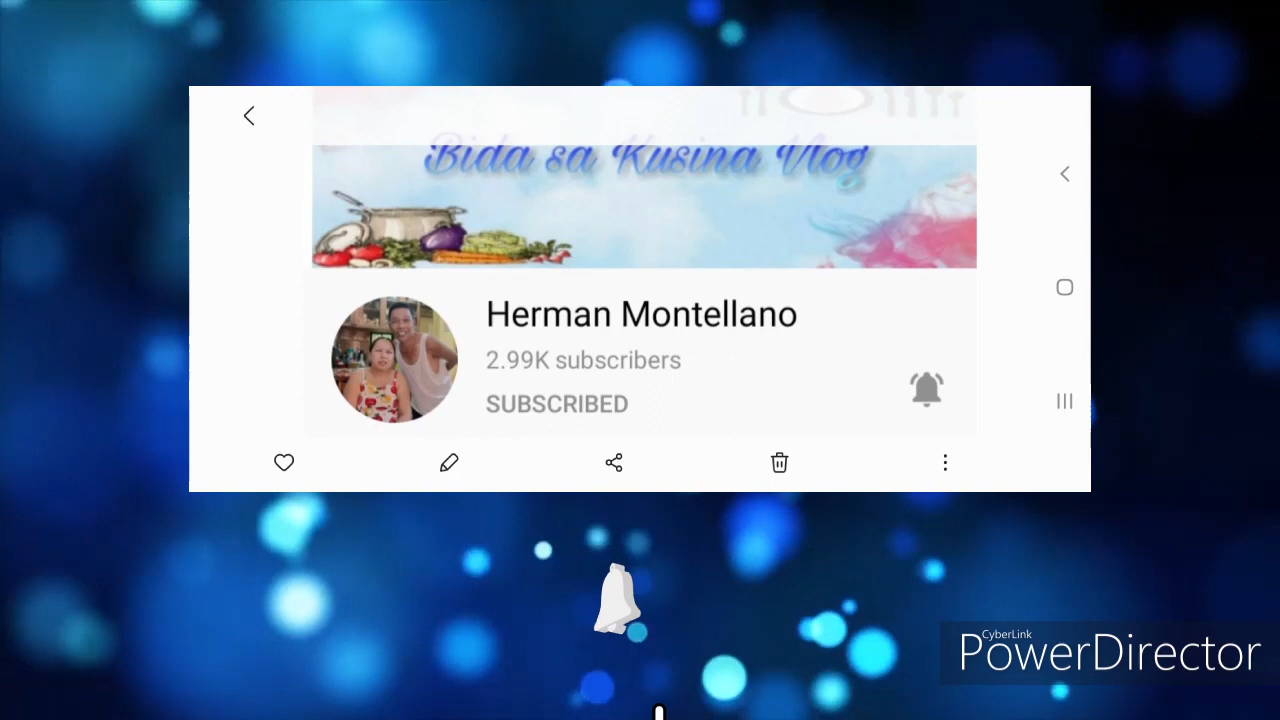 Bida sa Kusina Vlog
Herman Montellano
2.99K subscribers
SUBSCRIBED
CyberLink
PowerDirector